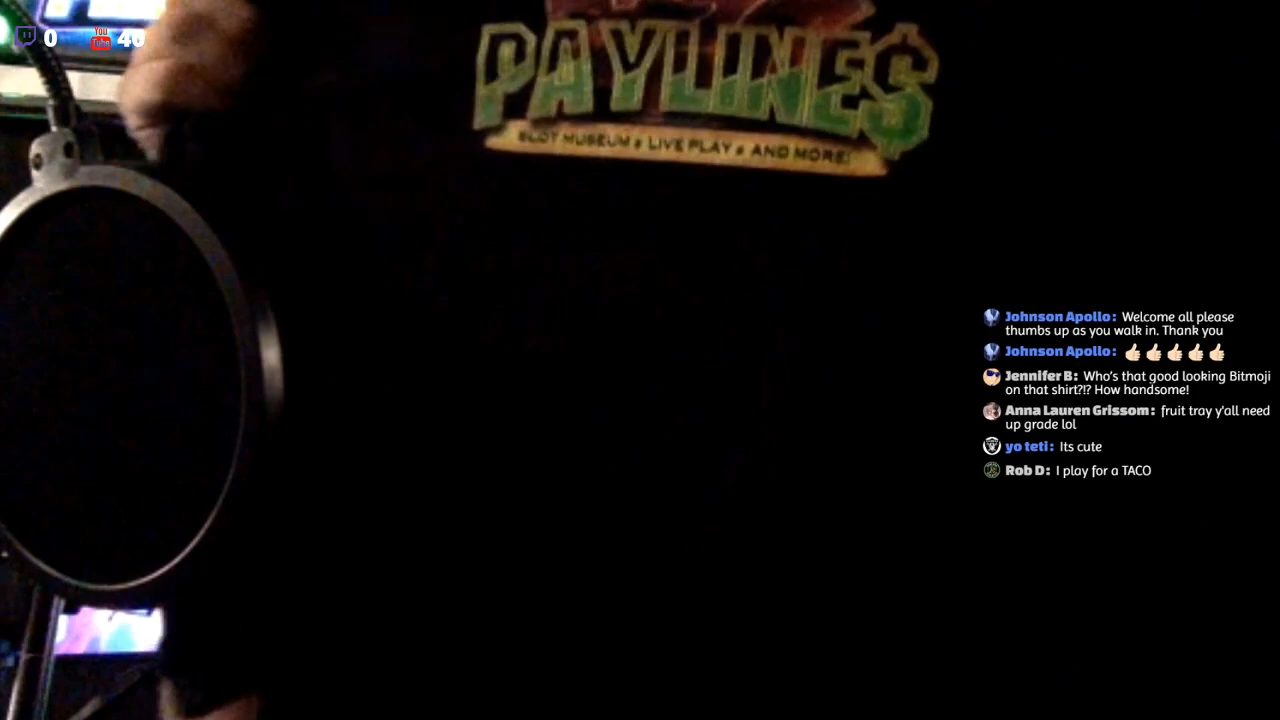 0 You Tube 40
PAYLINE$
SLOT MUSEUM • LIVE PLAY • AND MORE!
Johnson Apollo: Welcome all please
thumbs up as you walk in. Thank you
Johnson Apollo: 👍🏻👍🏻👍🏻👍🏻👍🏻
Jennifer B: Who's that good looking Bitmoji
on that shirt?!? How handsome!
Anna Lauren Grissom: fruit tray y'all need
up grade lol
yo teti: Its cute
Rob D: I play for a TACO